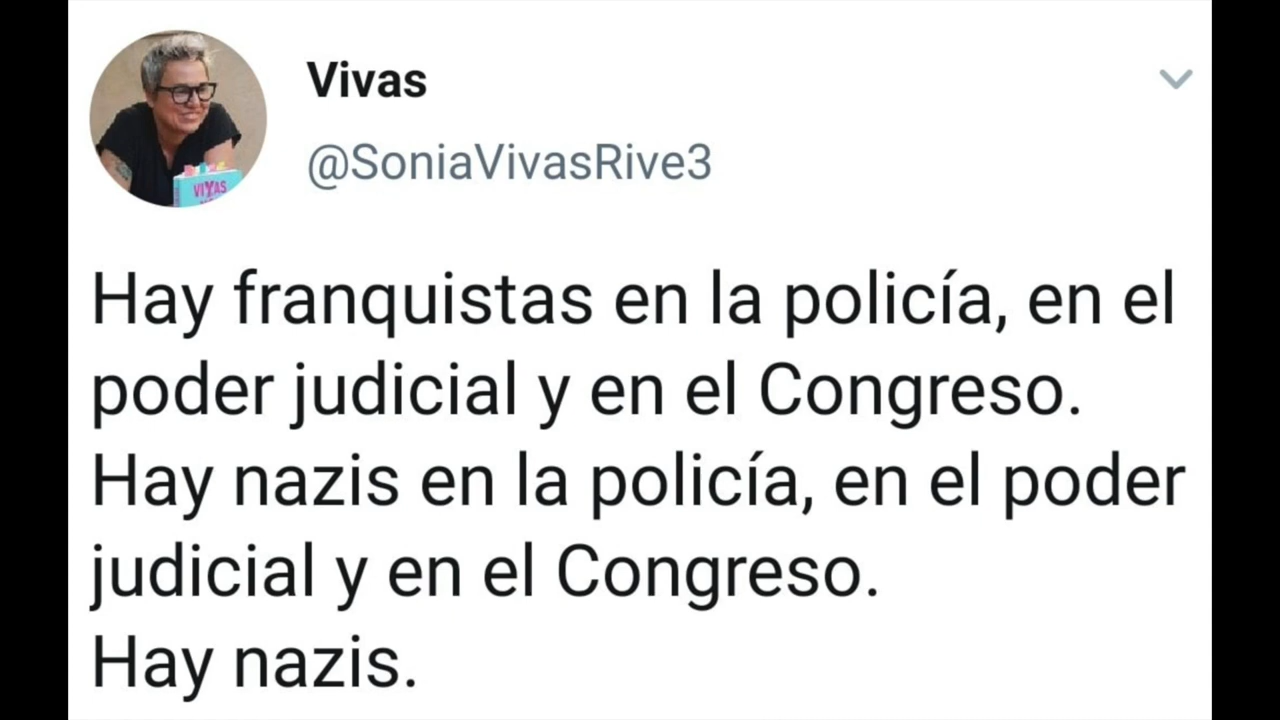 Vivas
@SoniaVivasRive3
VIVAS
Hay franquistas en la policía, en el
poder judicial y en el Congreso.
Hay nazis en la policía, en el poder
judicial y en el Congreso.
Hay nazis.